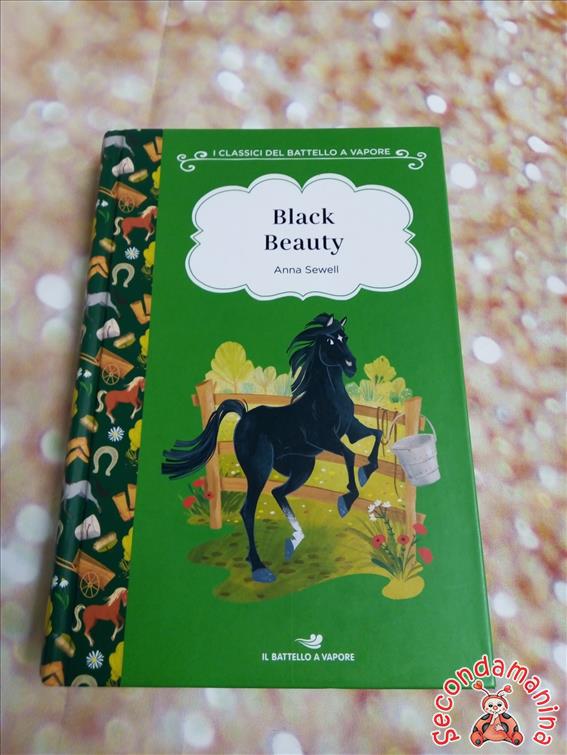 I CLASSICI DEL BATTELLO A VAPORE
Black
Beauty
Anna Sewell
IL BATTELLO A VAPORE
Secondamanina